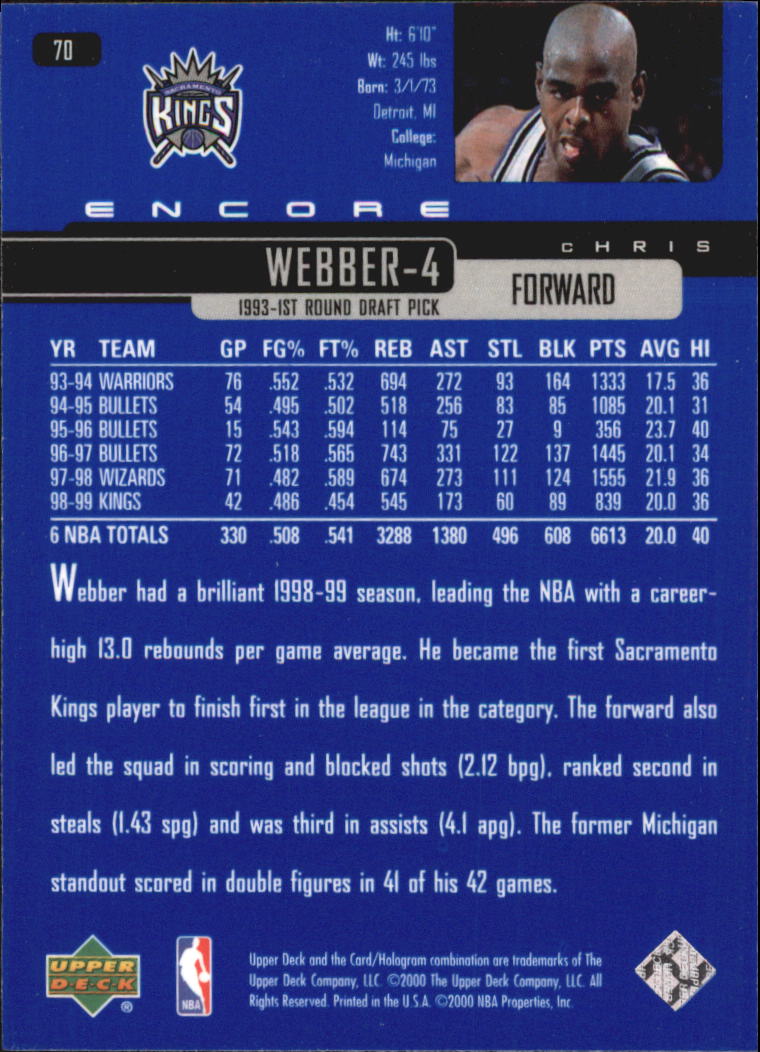 70
SACRAMENTO
KINGS
Ht: 6'10"
Wt: 245 lbs
Born: 3/1/73
Detroit, MI
College:
Michigan
ENCORE
CHRIS
WEBBER-4
FORWARD
1993-1ST ROUND DRAFT PICK
YR TEAM GP FG% FT% REB AST STL BLK PTS AVG HI
93-94 WARRIORS 76 .552 .532 694 272 93 164 1333 17.5 36
94-95 BULLETS 54 .495 .502 518 256 83 85 1085 20.1 31
95-96 BULLETS 15 .543 .594 114 75 27 9 356 23.7 40
96-97 BULLETS 72 .518 .565 743 331 122 137 1445 20.1 34
97-98 WIZARDS 71 .482 .589 674 273 111 124 1555 21.9 36
98-99 KINGS 42 .486 .454 545 173 60 89 839 20.0 36
6 NBA TOTALS 330 .508 .541 3288 1380 496 608 6613 20.0 40
Webber had a brilliant 1998-99 season, leading the NBA with a career-
high 13.0 rebounds per game average. He became the first Sacramento
Kings player to finish first in the league in the category. The forward also
led the squad in scoring and blocked shots (2.12 bpg), ranked second in
steals (1.43 spg) and was third in assists (4.1 apg). The former Michigan
standout scored in double figures in 41 of his 42 games.
UPPER
DECK
®
NBA
Upper Deck and the Card/Hologram combination are trademarks of The
Upper Deck Company, LLC. ©2000 The Upper Deck Company, LLC. All
Rights Reserved. Printed in the U.S.A. ©2000 NBA Properties, Inc.